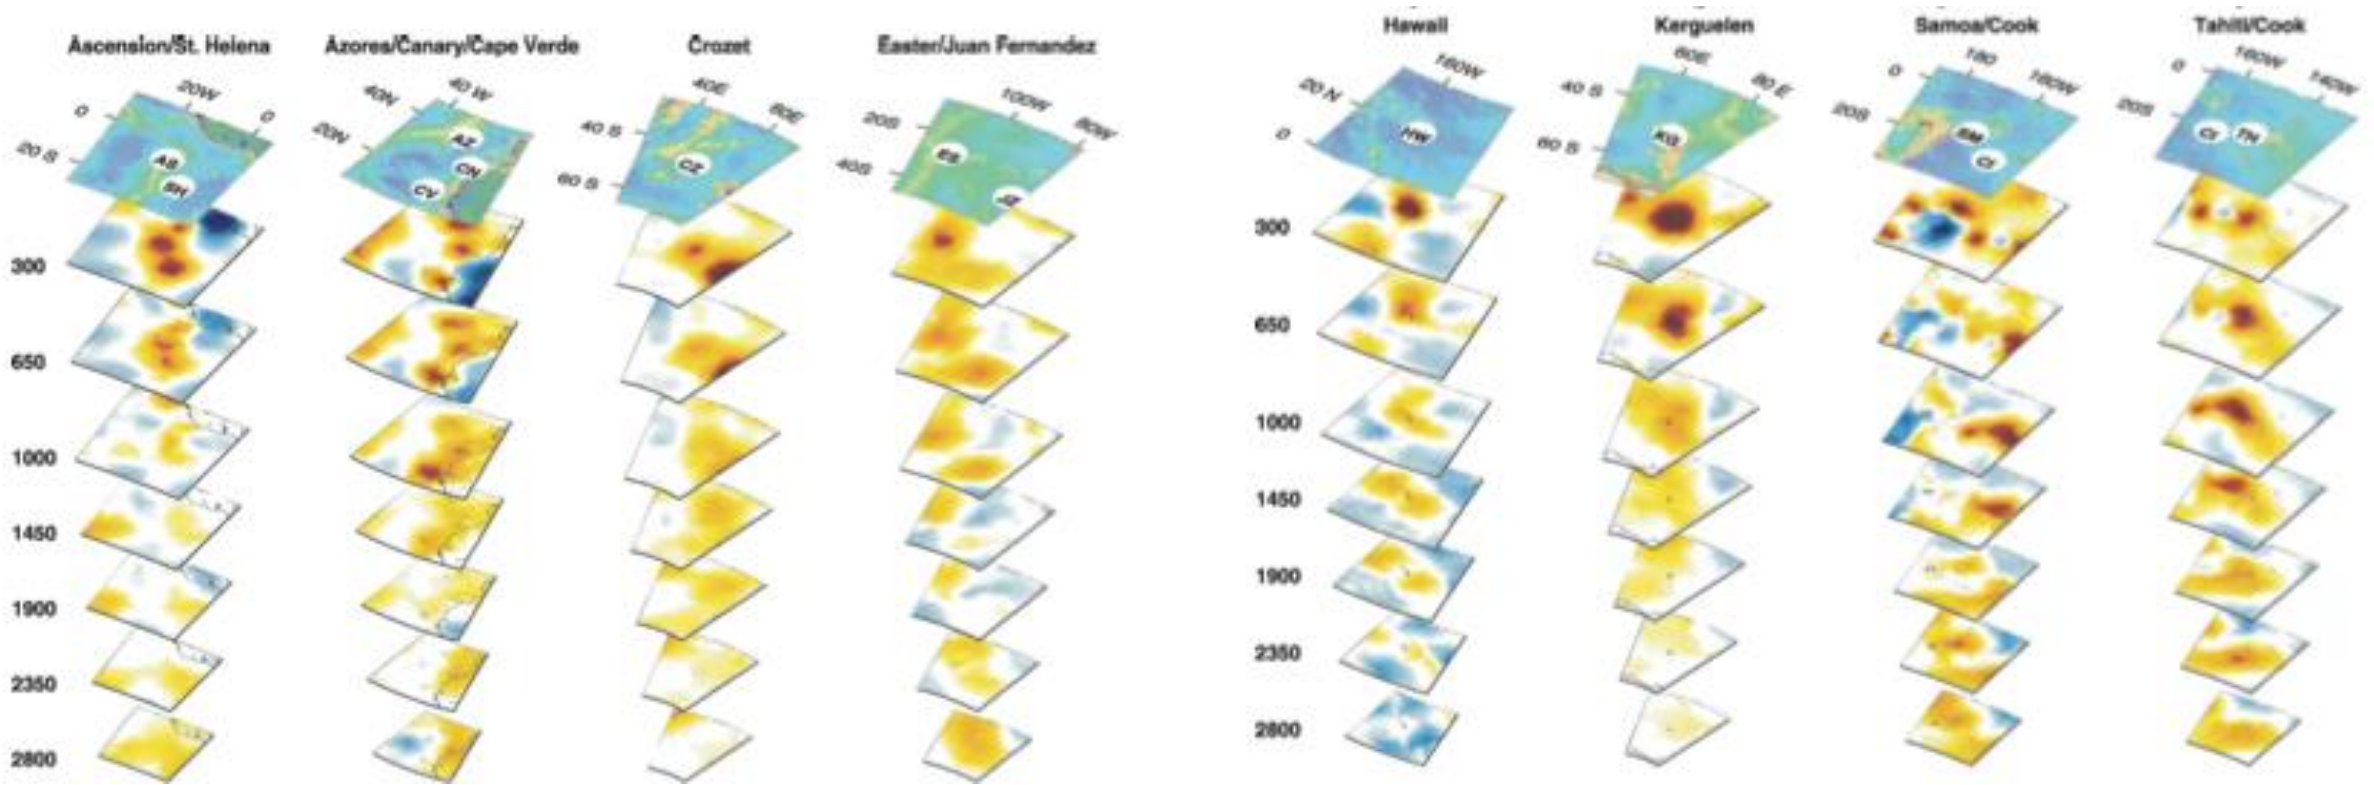 Ascension/St. Helena
Azores/Canary/Cape Verde
Crozet
Easter/Juan Fernandez
Hawaii
Kerguelen
Samoa/Cook
Tahiti/Cook
0
20 S
20W
0
AS
SH
20N
40N
40 W
AZ
CN
CV
40 S
60 S
40E
60E
CZ
20S
40S
100W
80W
ES
JZ
20 N
0
160W
HW
40 S
60 S
60E
80 E
KG
0
20S
180
160W
SM
CI
0
20S
160W
140W
CI
TH
300
650
1000
1450
1900
2350
2800
300
650
1000
1450
1900
2350
2800